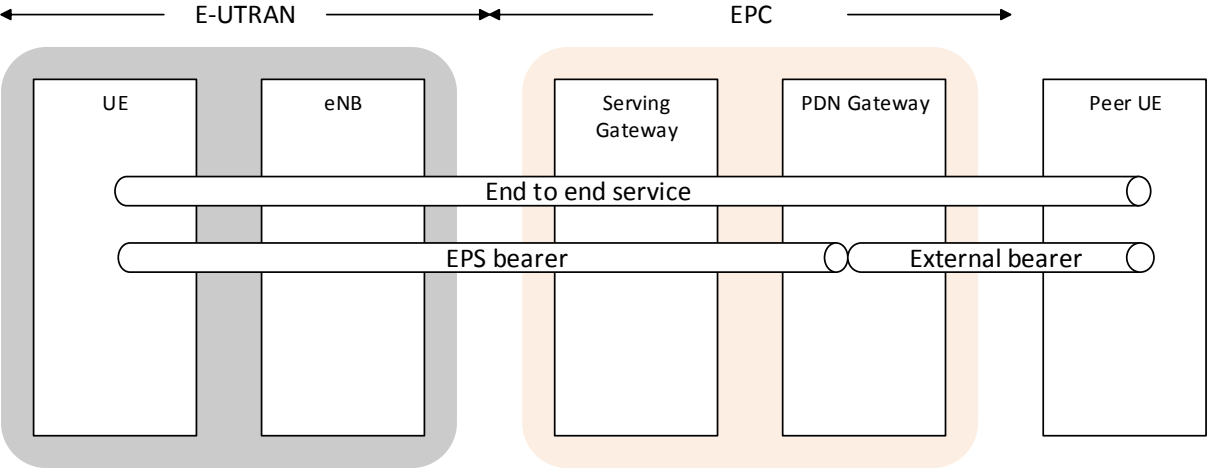 E-UTRAN
EPC
UE
eNB
Serving
Gateway
PDN Gateway
Peer UE
End to end service
EPS bearer
External bearer